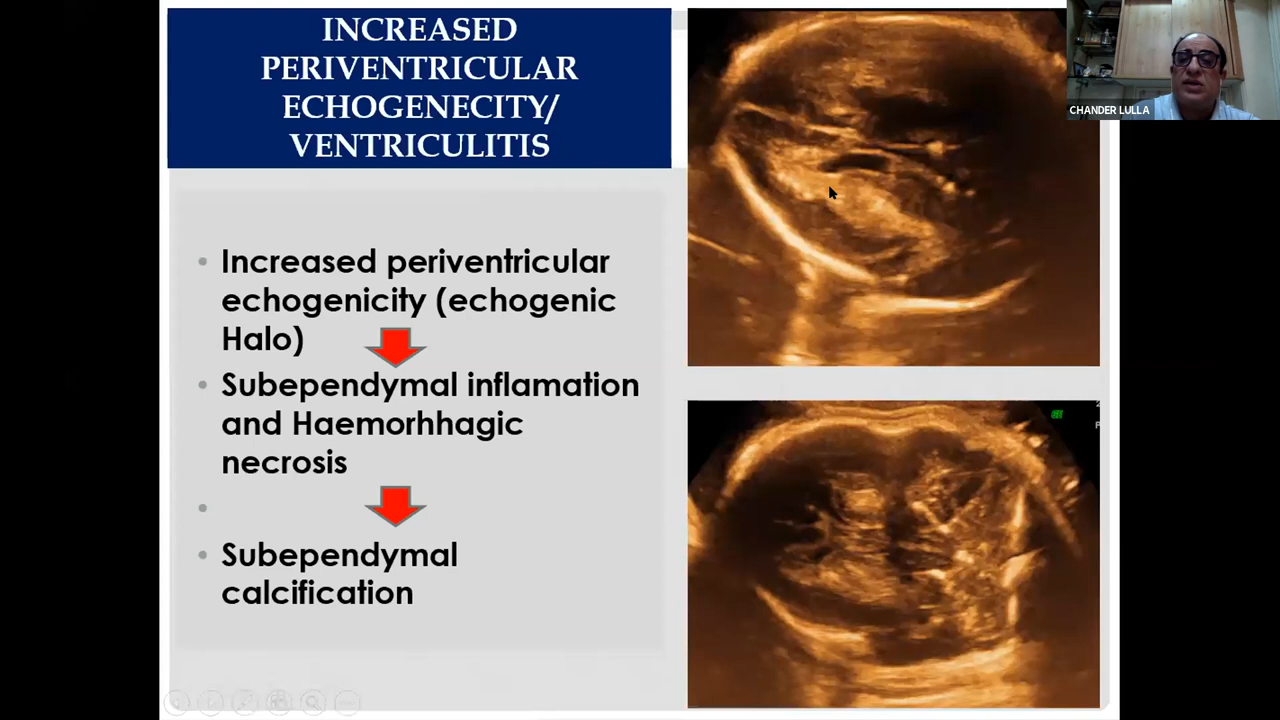 INCREASED
PERIVENTRICULAR
ECHOGENECITY/
VENTRICULITIS
CHANDER LULLA
Increased periventricular
echogenicity (echogenic
Halo)
Subependymal inflamation
and Haemorhhagic
necrosis
Subependymal
calcification